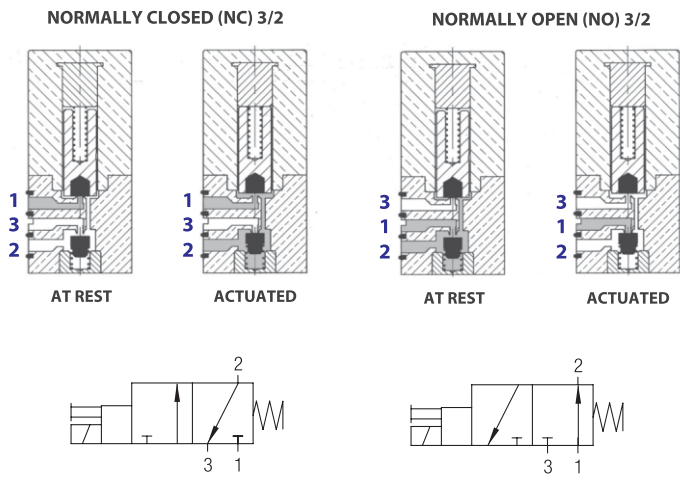 NORMALLY CLOSED (NC) 3/2
NORMALLY OPEN (NO) 3/2
1
3
2
1
3
2
3
1
2
3
1
2
AT REST
ACTUATED
AT REST
ACTUATED
2
3 1
2
3 1